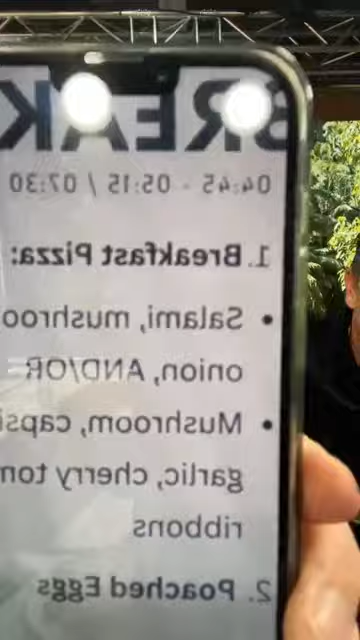 BREAK
04:45 - 05:15 / 07:30
1. Breakfast Pizza:
• Salami, mushroo
onion, AND/OR
• Mushroom, capsi
garlic, cherry tom
ribbons
2. Poached Eggs